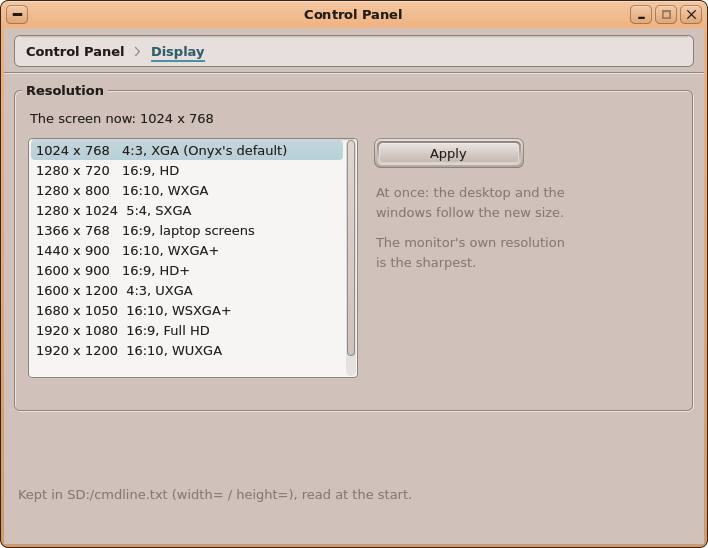 Control Panel
Control Panel > Display
Resolution
The screen now: 1024 x 768
1024 x 768 4:3, XGA (Onyx's default)
1280 x 720 16:9, HD
1280 x 800 16:10, WXGA
1280 x 1024 5:4, SXGA
1366 x 768 16:9, laptop screens
1440 x 900 16:10, WXGA+
1600 x 900 16:9, HD+
1600 x 1200 4:3, UXGA
1680 x 1050 16:10, WSXGA+
1920 x 1080 16:9, Full HD
1920 x 1200 16:10, WUXGA
Apply
At once: the desktop and the
windows follow the new size.
The monitor's own resolution
is the sharpest.
Kept in SD:/cmdline.txt (width= / height=), read at the start.